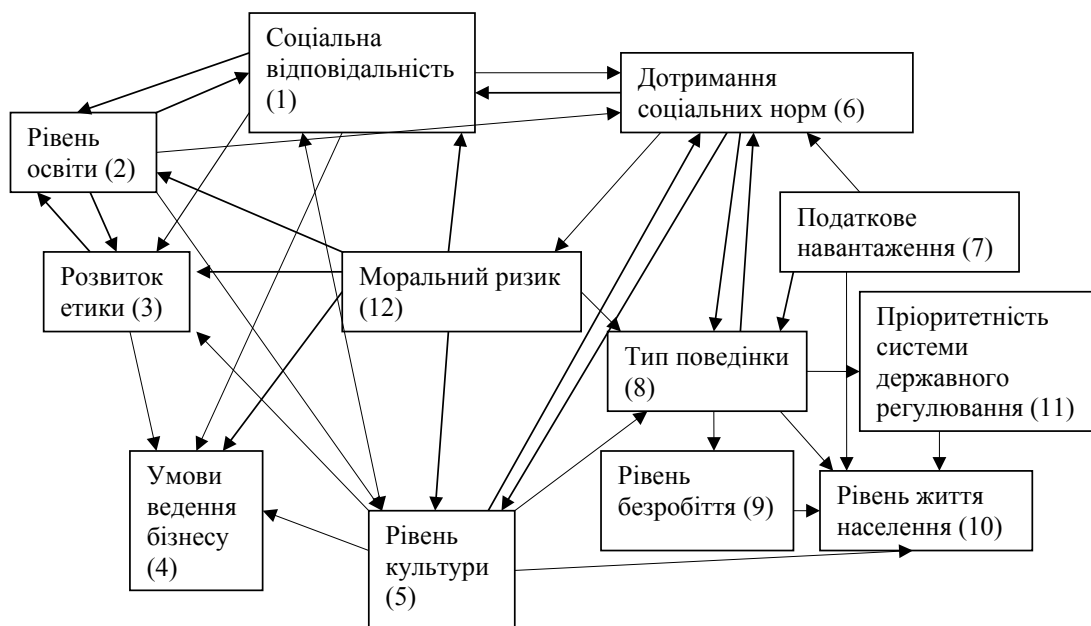 Соціальна
відповідальність
(1)
Дотримання
соціальних норм (6)
Рівень
освіти (2)
Податкове
навантаження (7)
Розвиток
етики (3)
Моральний ризик
(12)
Пріоритетність
системи
державного
регулювання (11)
Тип поведінки
(8)
Умови
ведення
бізнесу
(4)
Рівень
культури
(5)
Рівень
безробіття (9)
Рівень життя
населення (10)